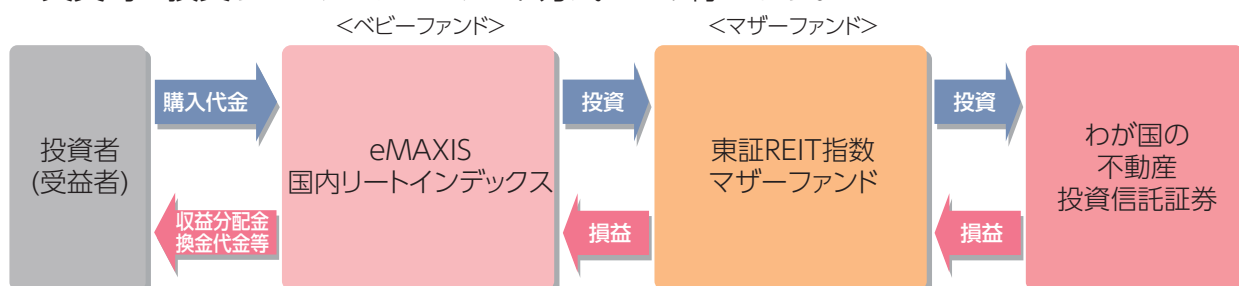 <ベビーファンド>
<マザーファンド>
投資者
(受益者)
購入代金
収益分配金
換金代金等
eMAXIS
国内リートインデックス
投資
損益
東証REIT指数
マザーファンド
投資
損益
わが国の
不動産
投資信託証券